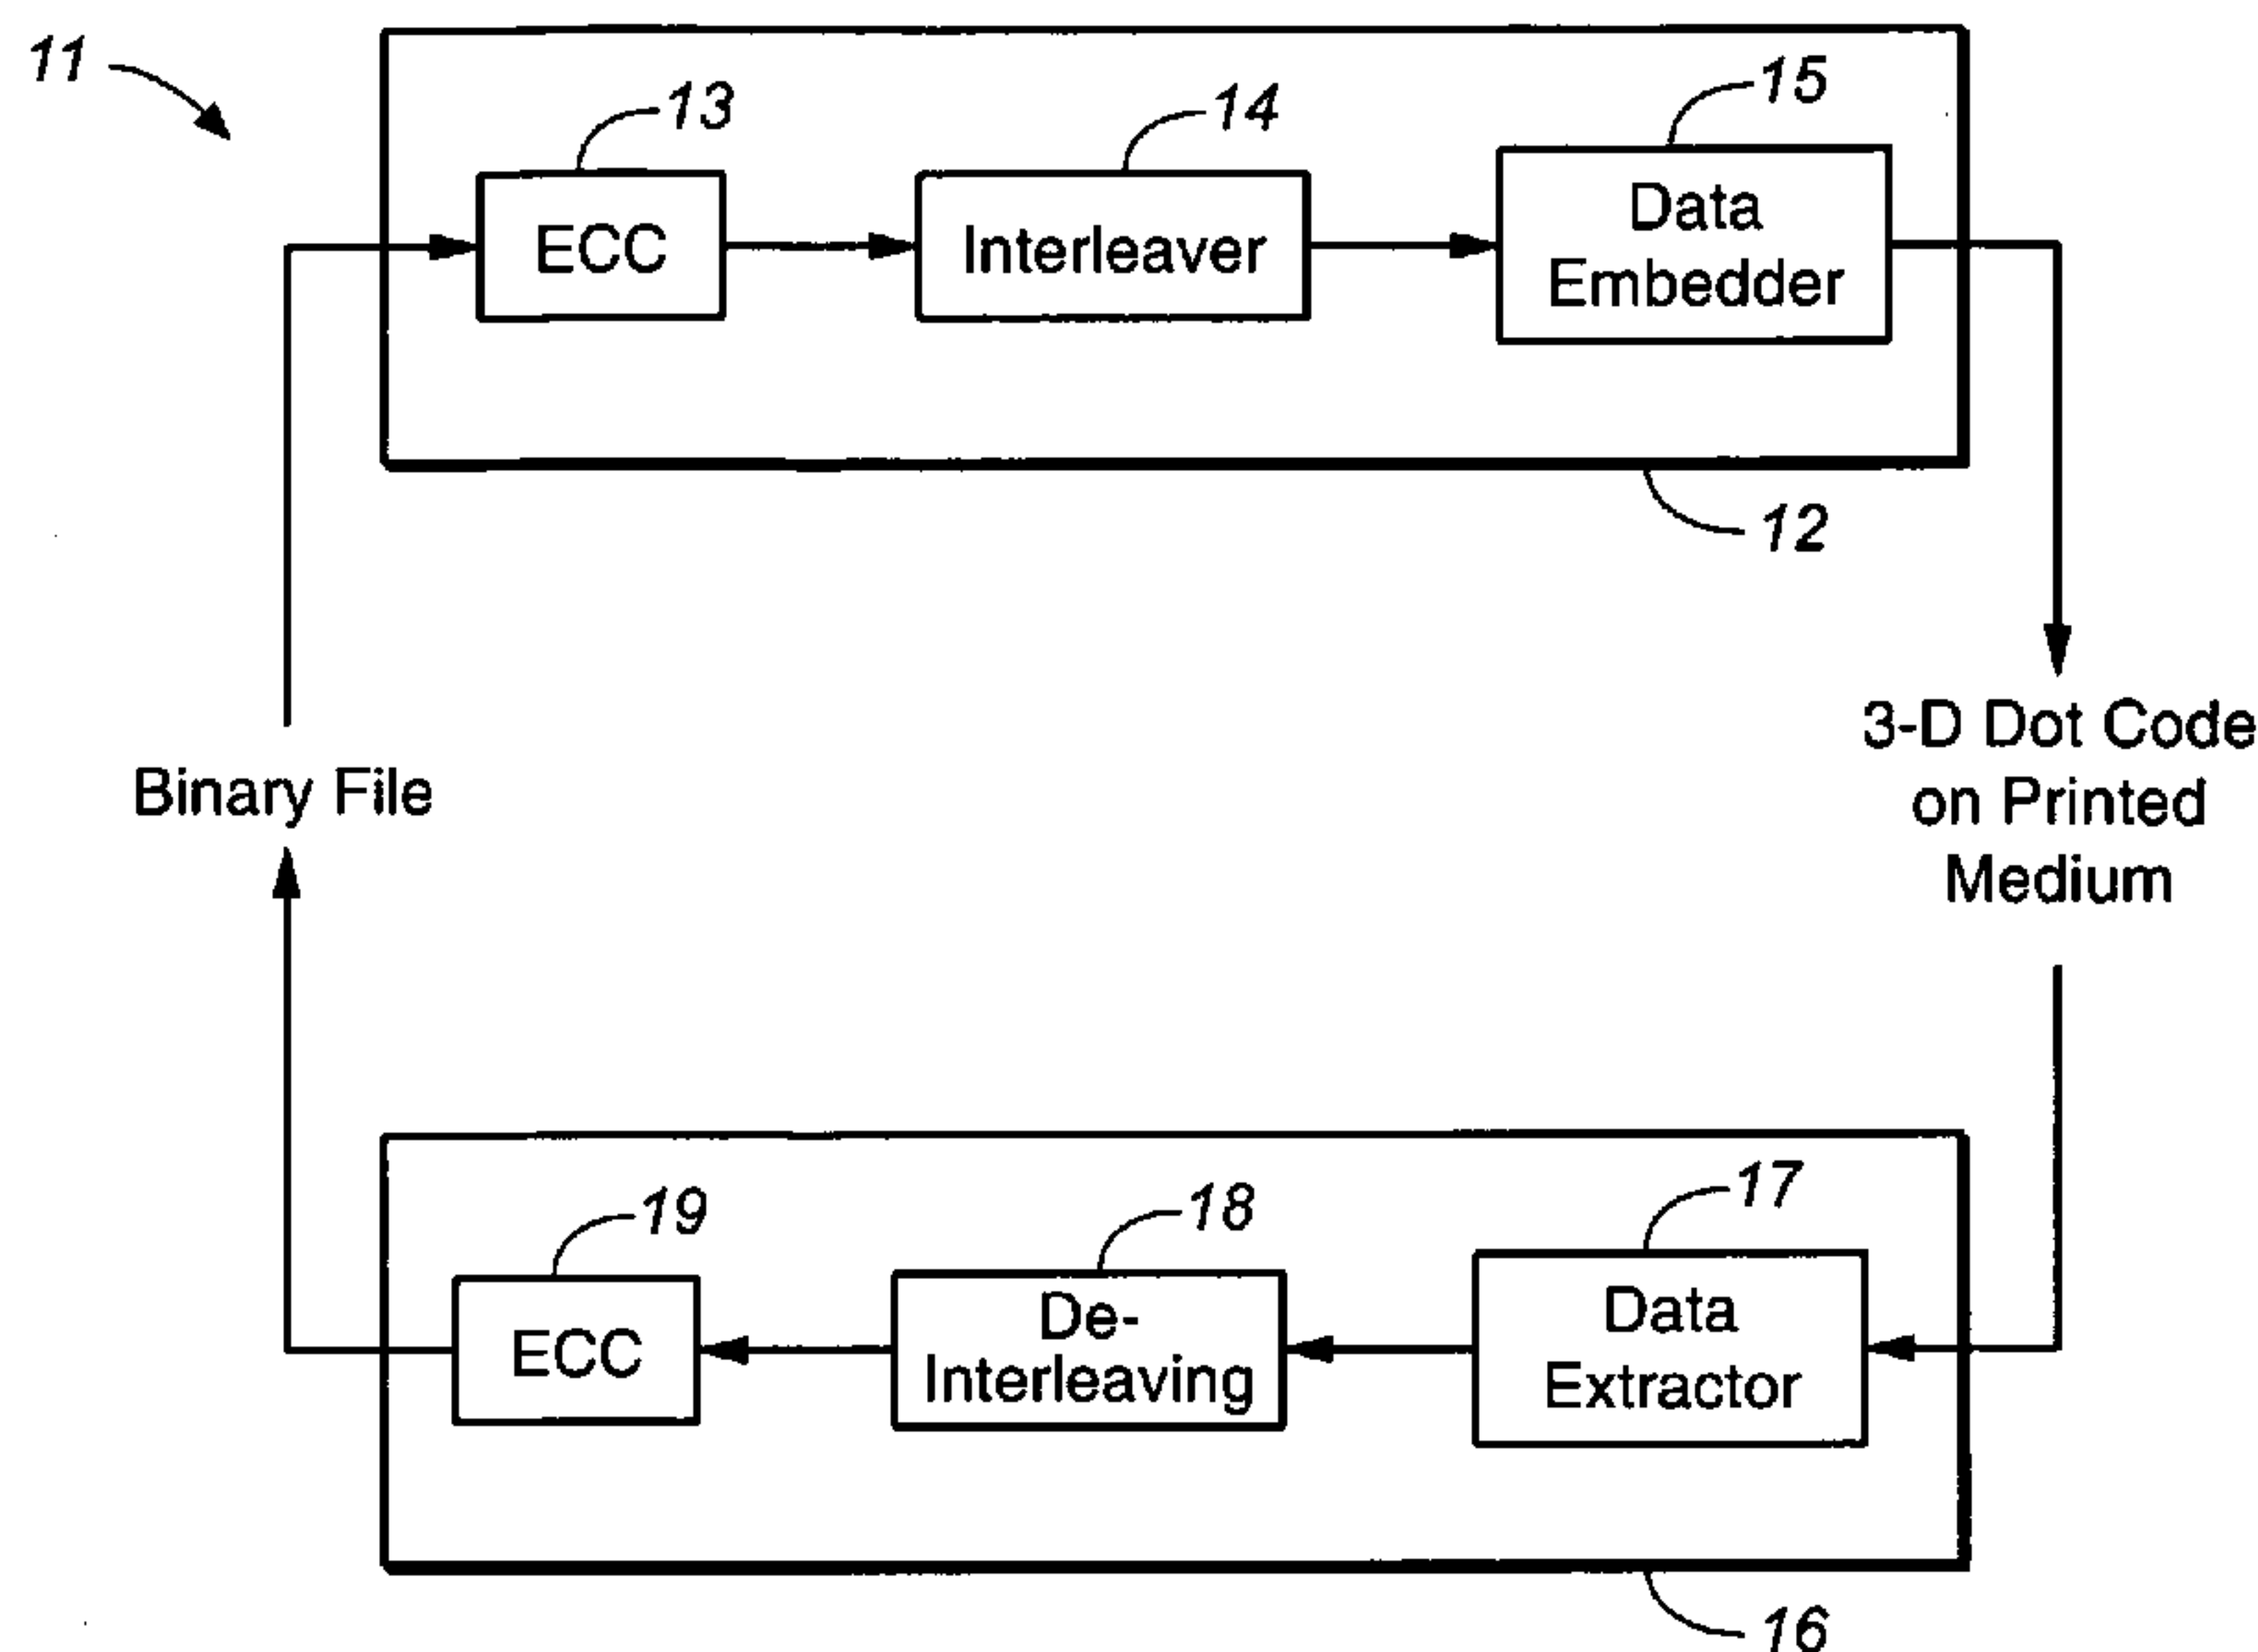 11
13
14
15
ECC
Interleaver
Data
Embedder
12
Binary File
3-D Dot Code
on Printed
Medium
19
18
17
ECC
De-
Interleaving
Data
Extractor
16